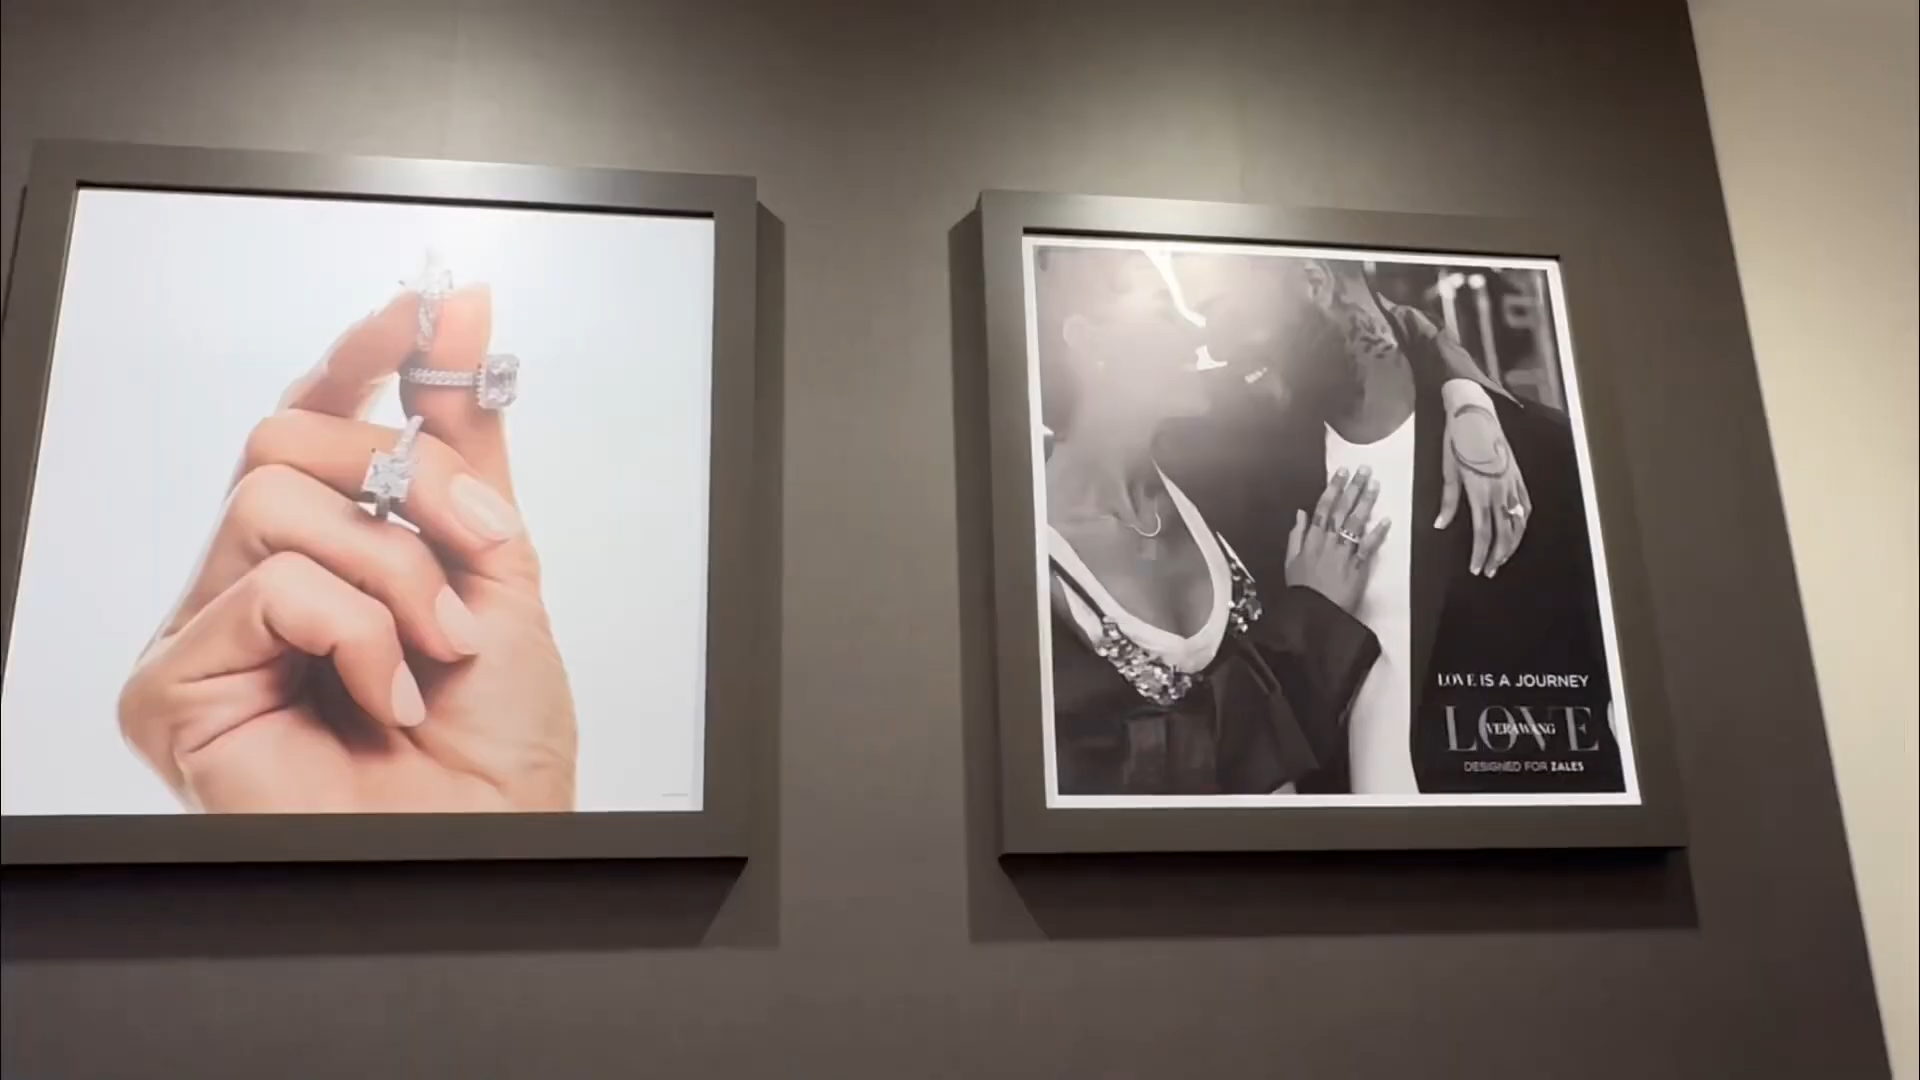 LOVE IS A JOURNEY
LOVE
VERA WANG
DESIGNED FOR ZALES